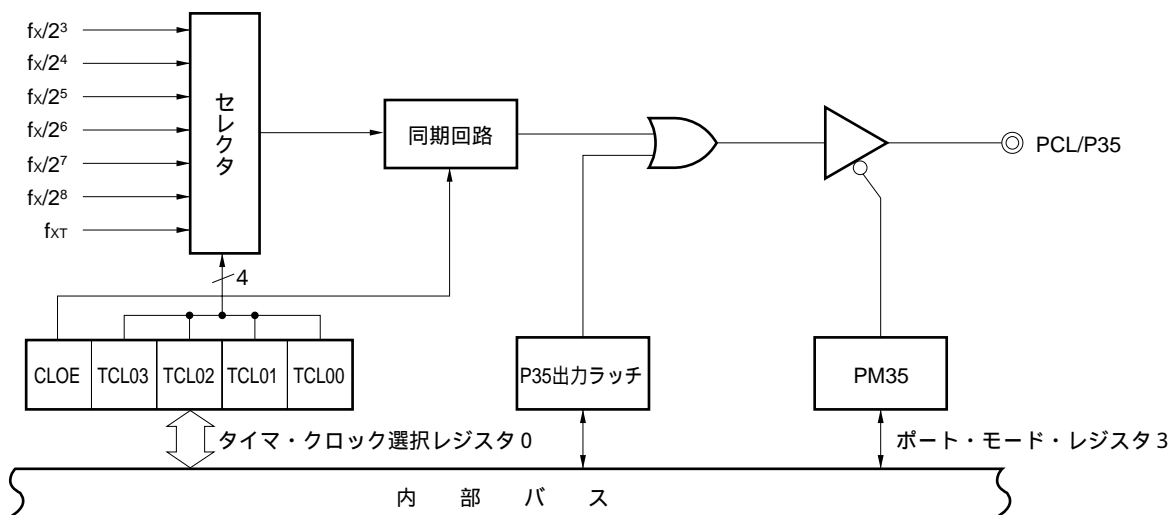 fX/2³
fX/2⁴
fX/2⁵
fX/2⁶
fX/2⁷
fX/2⁸
fXT
セレクタ
同期回路
PCL/P35
4
CLOE TCL03 TCL02 TCL01 TCL00
P35出力ラッチ
PM35
タイマ・クロック選択レジスタ0
ポート・モード・レジスタ3
内部バス